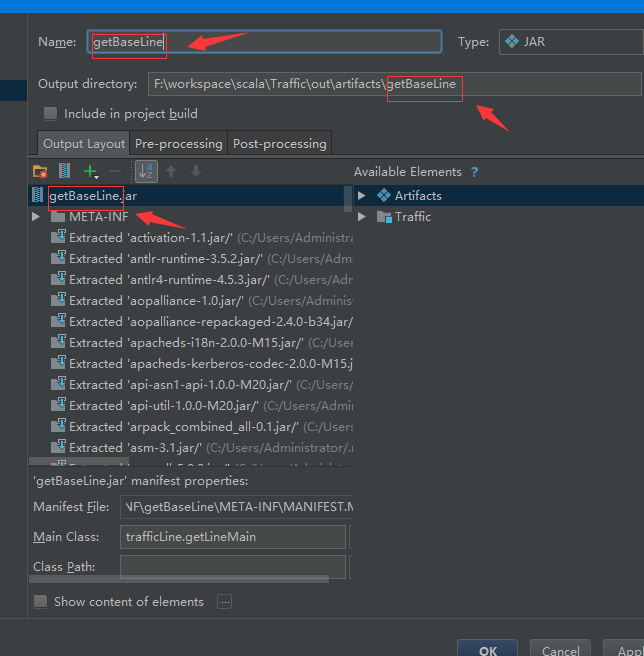 Name: getBaseLine Type: JAR
Output directory: F:\workspace\scala\Traffic\out\artifacts\getBaseLine
Include in project build
Output Layout Pre-processing Post-processing
Available Elements ?
getBaseLine.jar
META-INF
Extracted 'activation-1.1.jar/' (C:/Users/Administra
Extracted 'antlr-runtime-3.5.2.jar/' (C:/Users/Adm
Extracted 'antlr4-runtime-4.5.3.jar/' (C:/Users/Ad
Extracted 'aopalliance-1.0.jar/' (C:/Users/Administ
Extracted 'aopalliance-repackaged-2.4.0-b34.jar/'
Extracted 'apacheds-i18n-2.0.0-M15.jar/' (C:/User
Extracted 'apacheds-kerberos-codec-2.0.0-M15.j
Extracted 'api-asn1-api-1.0.0-M20.jar/' (C:/Users/
Extracted 'api-util-1.0.0-M20.jar/' (C:/Users/Admi
Extracted 'arpack_combined_all-0.1.jar/' (C:/User
Extracted 'asm-3.1.jar/' (C:/Users/Administrator/.
Artifacts
Traffic
'getBaseLine.jar' manifest properties:
Manifest File: NF\getBaseLine\META-INF\MANIFEST.M
Main Class: trafficLine.getLineMain
Class Path:
Show content of elements ...
OK Cancel Appl